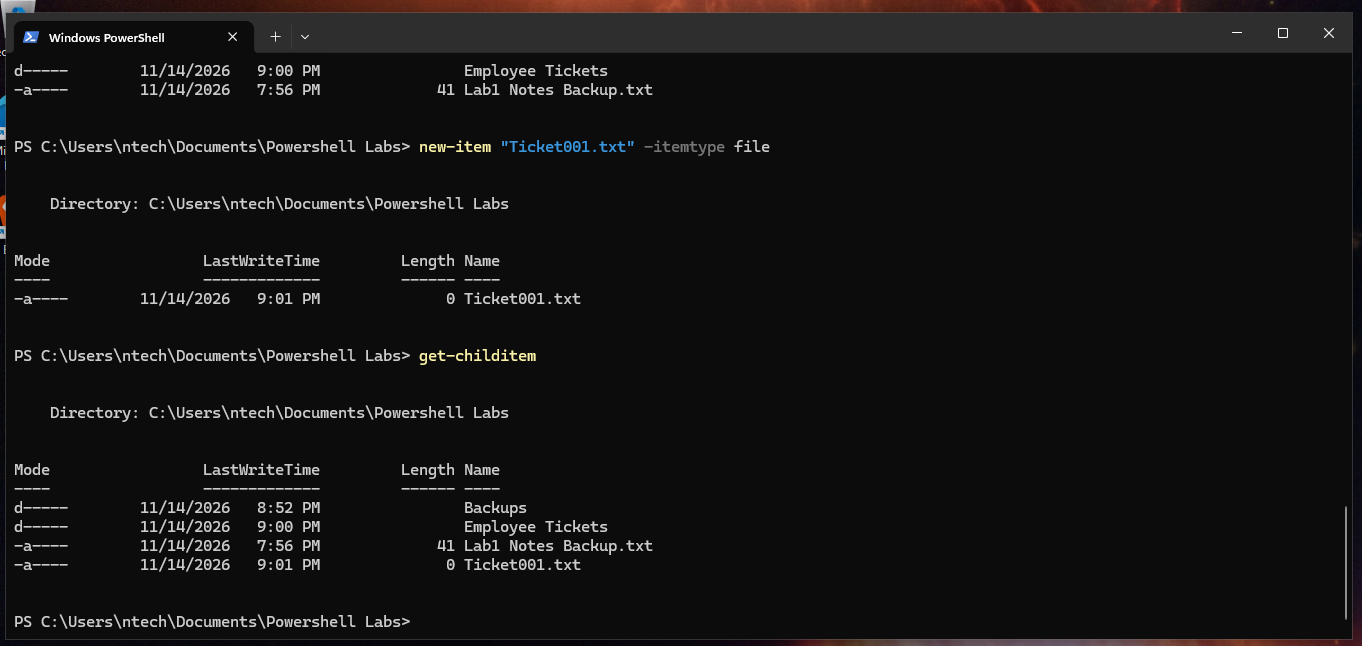 Windows PowerShell
d-----        11/14/2026   9:00 PM                Employee Tickets
-a----        11/14/2026   7:56 PM             41 Lab1 Notes Backup.txt
PS C:\Users\ntech\Documents\Powershell Labs> new-item "Ticket001.txt" -itemtype file
    Directory: C:\Users\ntech\Documents\Powershell Labs
Mode                 LastWriteTime         Length Name
----                 -------------         ------ ----
-a----        11/14/2026   9:01 PM              0 Ticket001.txt
PS C:\Users\ntech\Documents\Powershell Labs> get-childitem
    Directory: C:\Users\ntech\Documents\Powershell Labs
Mode                 LastWriteTime         Length Name
----                 -------------         ------ ----
d-----        11/14/2026   8:52 PM                Backups
d-----        11/14/2026   9:00 PM                Employee Tickets
-a----        11/14/2026   7:56 PM             41 Lab1 Notes Backup.txt
-a----        11/14/2026   9:01 PM              0 Ticket001.txt
PS C:\Users\ntech\Documents\Powershell Labs>